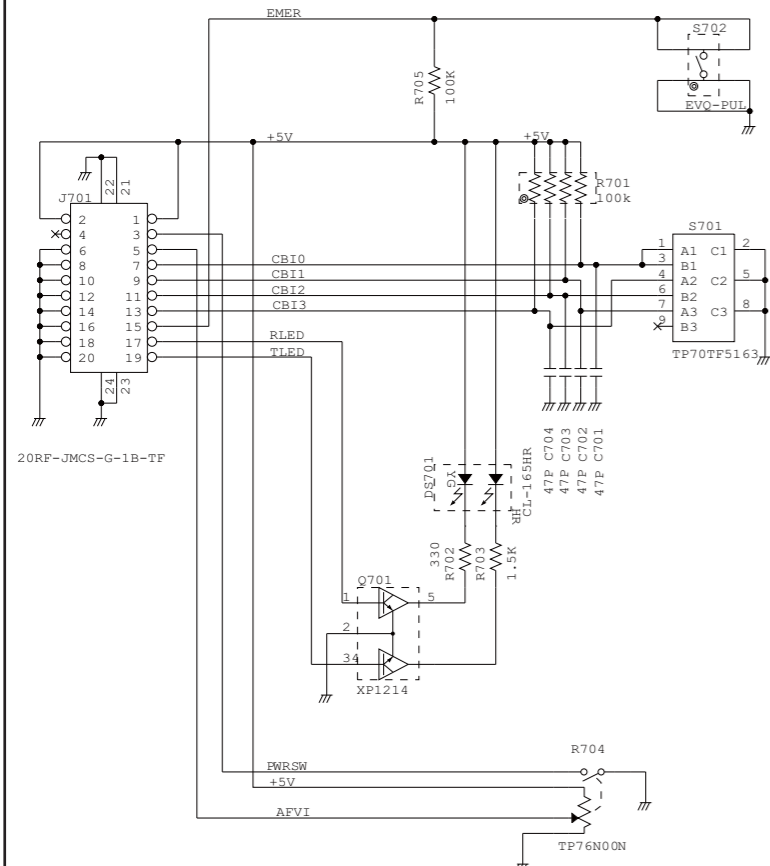 EMER
S702
R705
100K
EVQ-PUL
+5V
+5V
22
21
J701
R701
100k
2
1
4
3
6
5
8
7
10
9
12
11
14
13
16
15
18
17
20
19
24
23
20RF-JMCS-G-1B-TF
CBI0
CBI1
CBI2
CBI3
RLED
TLED
S701
1
A1
C1
2
3
B1
4
A2
C2
5
6
B2
7
A3
C3
8
9
B3
TP70TF5163
47P C704
47P C703
47P C702
47P C701
DS701
YG
HR
CL-165HR
330
R702
R703
1.5K
Q701
1
5
2
34
XP1214
R704
PWRSW
+5V
AFVI
TP76N00N